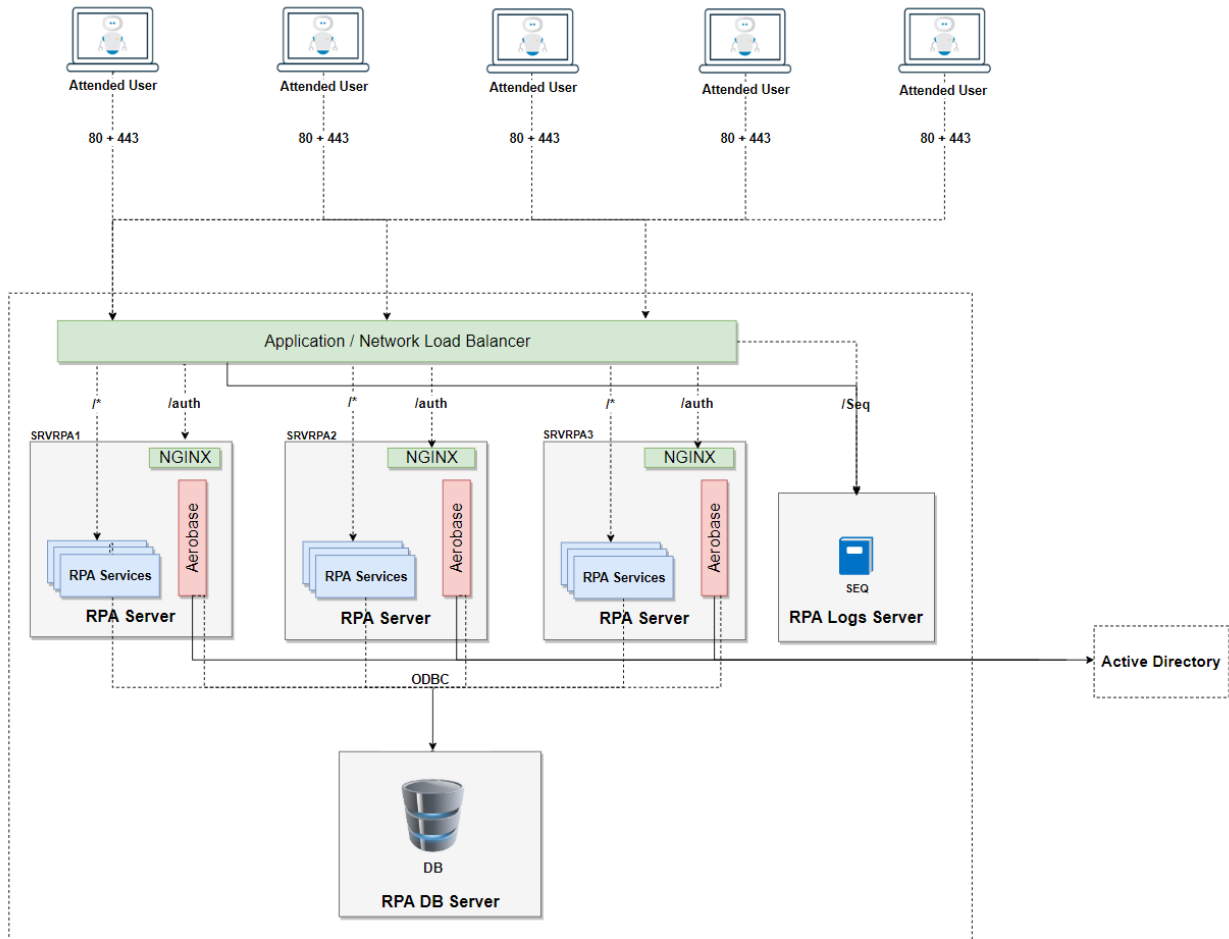 Attended User
Attended User
Attended User
Attended User
Attended User
80 + 443
80 + 443
80 + 443
80 + 443
80 + 443
Application / Network Load Balancer
/*
/auth
/*
/auth
/*
/auth
/Seq
SRVRPA1
SRVRPA2
SRVRPA3
NGINX
NGINX
NGINX
Aerobase
Aerobase
Aerobase
RPA Services
RPA Services
RPA Services
SEQ
RPA Server
RPA Server
RPA Server
RPA Logs Server
Active Directory
ODBC
DB
RPA DB Server